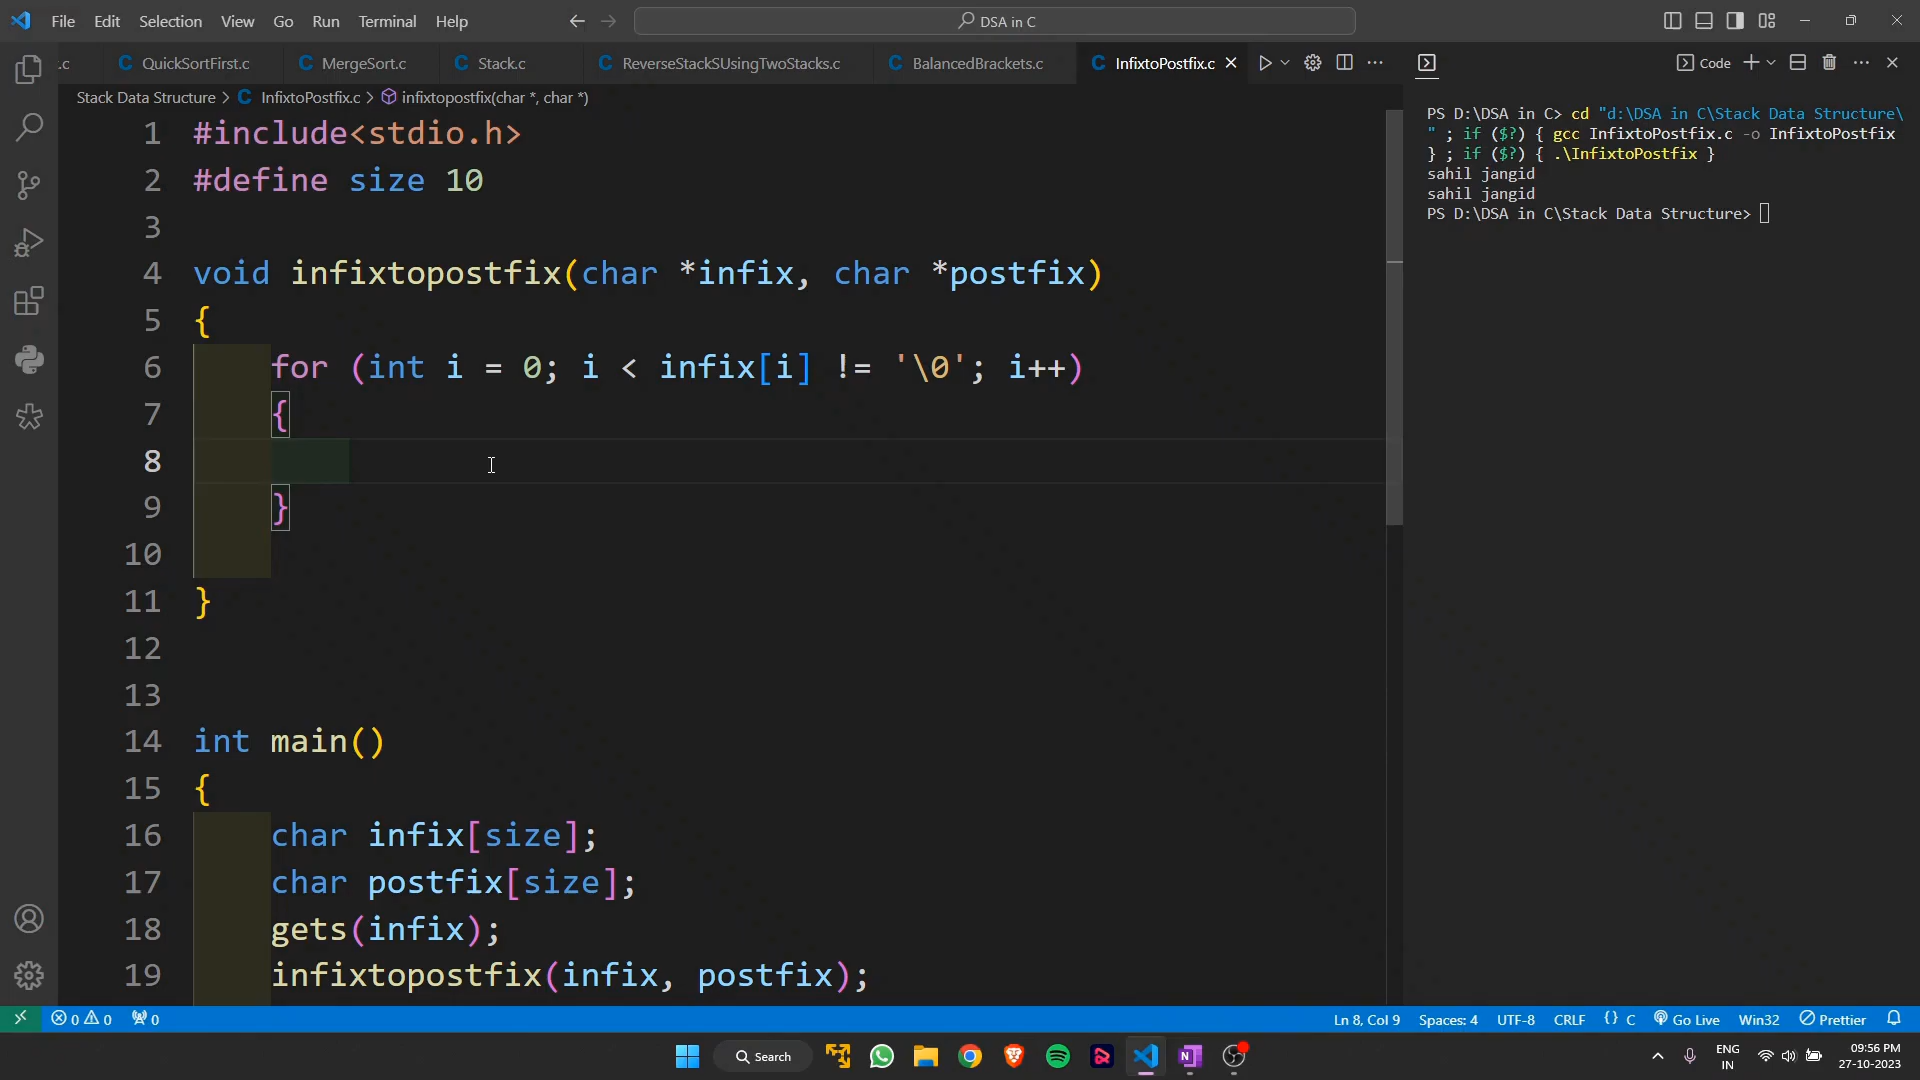 File Edit Selection View Go Run Terminal Help
DSA in C
.c
C QuickSortFirst.c
C MergeSort.c
C Stack.c
C ReverseStackSUsingTwoStacks.c
C BalancedBrackets.c
C InfixtoPostfix.c
Code
Stack Data Structure > C InfixtoPostfix.c > infixtopostfix(char *, char *)
1 #include<stdio.h>
2 #define size 10
3
4 void infixtopostfix(char *infix, char *postfix)
5 {
6 for (int i = 0; i < infix[i] != '\0'; i++)
7 {
8
9 }
10
11 }
12
13
14 int main()
15 {
16 char infix[size];
17 char postfix[size];
18 gets(infix);
19 infixtopostfix(infix, postfix);
PS D:\DSA in C> cd "d:\DSA in C\Stack Data Structure\
" ; if ($?) { gcc InfixtoPostfix.c -o InfixtoPostfix
} ; if ($?) { .\InfixtoPostfix }
sahil jangid
sahil jangid
PS D:\DSA in C\Stack Data Structure>
0 0 0
Ln 8, Col 9 Spaces: 4 UTF-8 CRLF {} C Go Live Win32 Prettier
Search
ENG
IN
09:56 PM
27-10-2023